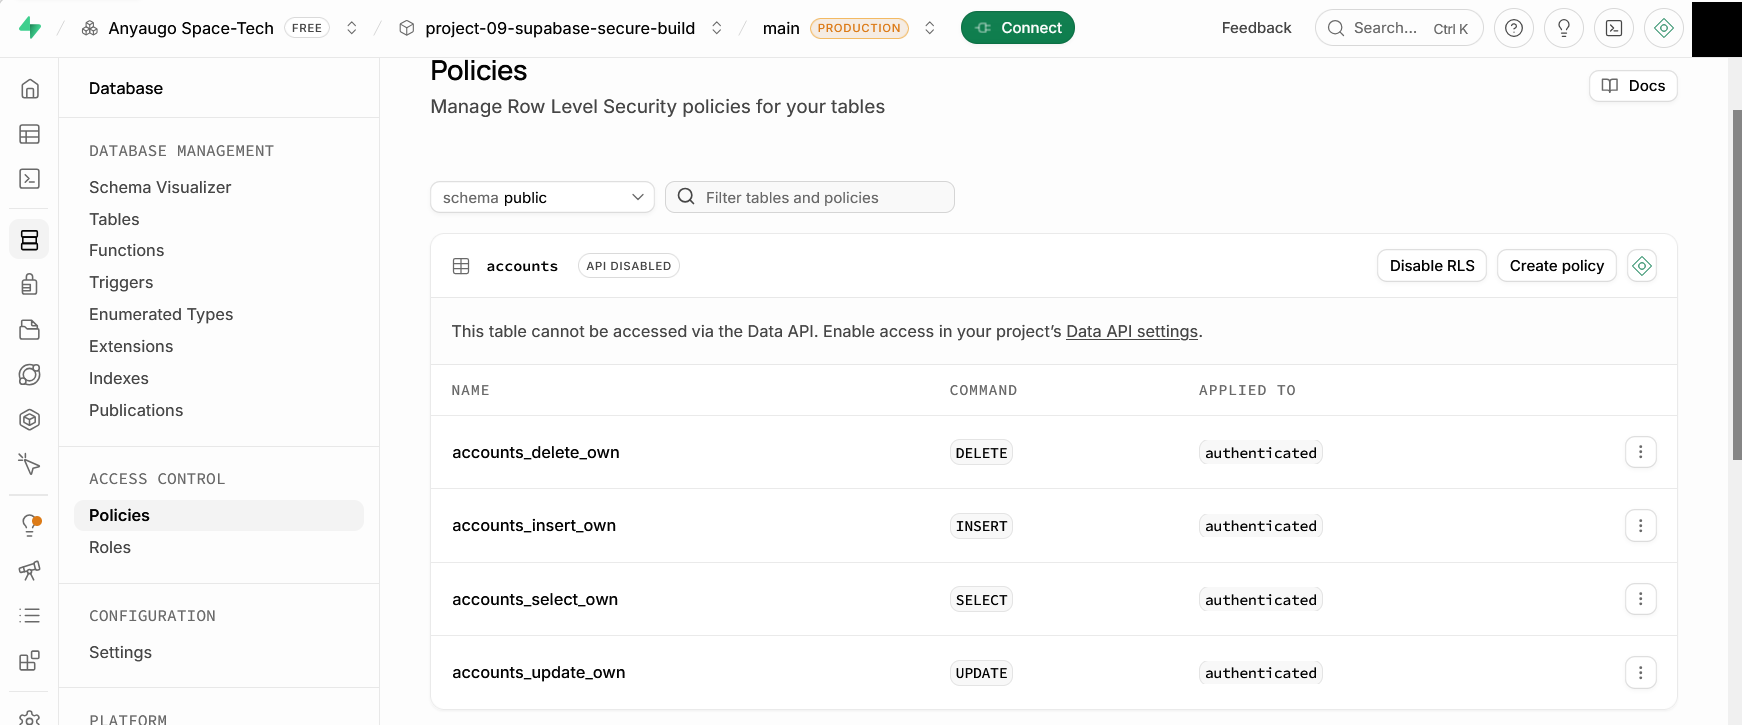 Anyaugo Space-Tech FREE project-09-supabase-secure-build main PRODUCTION Connect Feedback Search... Ctrl K
Database
DATABASE MANAGEMENT
Schema Visualizer
Tables
Functions
Triggers
Enumerated Types
Extensions
Indexes
Publications
ACCESS CONTROL
Policies
Roles
CONFIGURATION
Settings
PLATFORM
Policies
Manage Row Level Security policies for your tables
Docs
schema public
Filter tables and policies
accounts API DISABLED Disable RLS Create policy
This table cannot be accessed via the Data API. Enable access in your project’s Data API settings.
NAME COMMAND APPLIED TO
accounts_delete_own DELETE authenticated
accounts_insert_own INSERT authenticated
accounts_select_own SELECT authenticated
accounts_update_own UPDATE authenticated